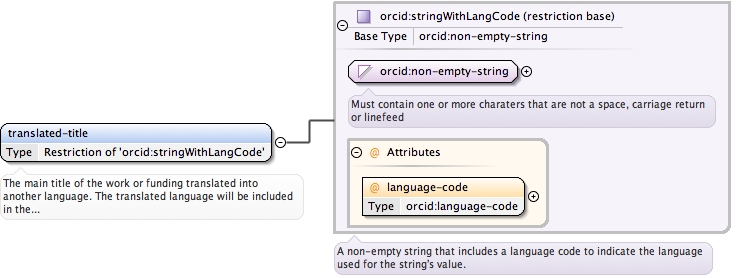 orcid:stringWithLangCode (restriction base)
Base Type orcid:non-empty-string
orcid:non-empty-string
Must contain one or more charaters that are not a space, carriage return
or linefeed
translated-title
Type Restriction of 'orcid:stringWithLangCode'
The main title of the work or funding translated into
another language. The translated language will be included
in the...
@ Attributes
@ language-code
Type orcid:language-code
A non-empty string that includes a language code to indicate the language
used for the string's value.